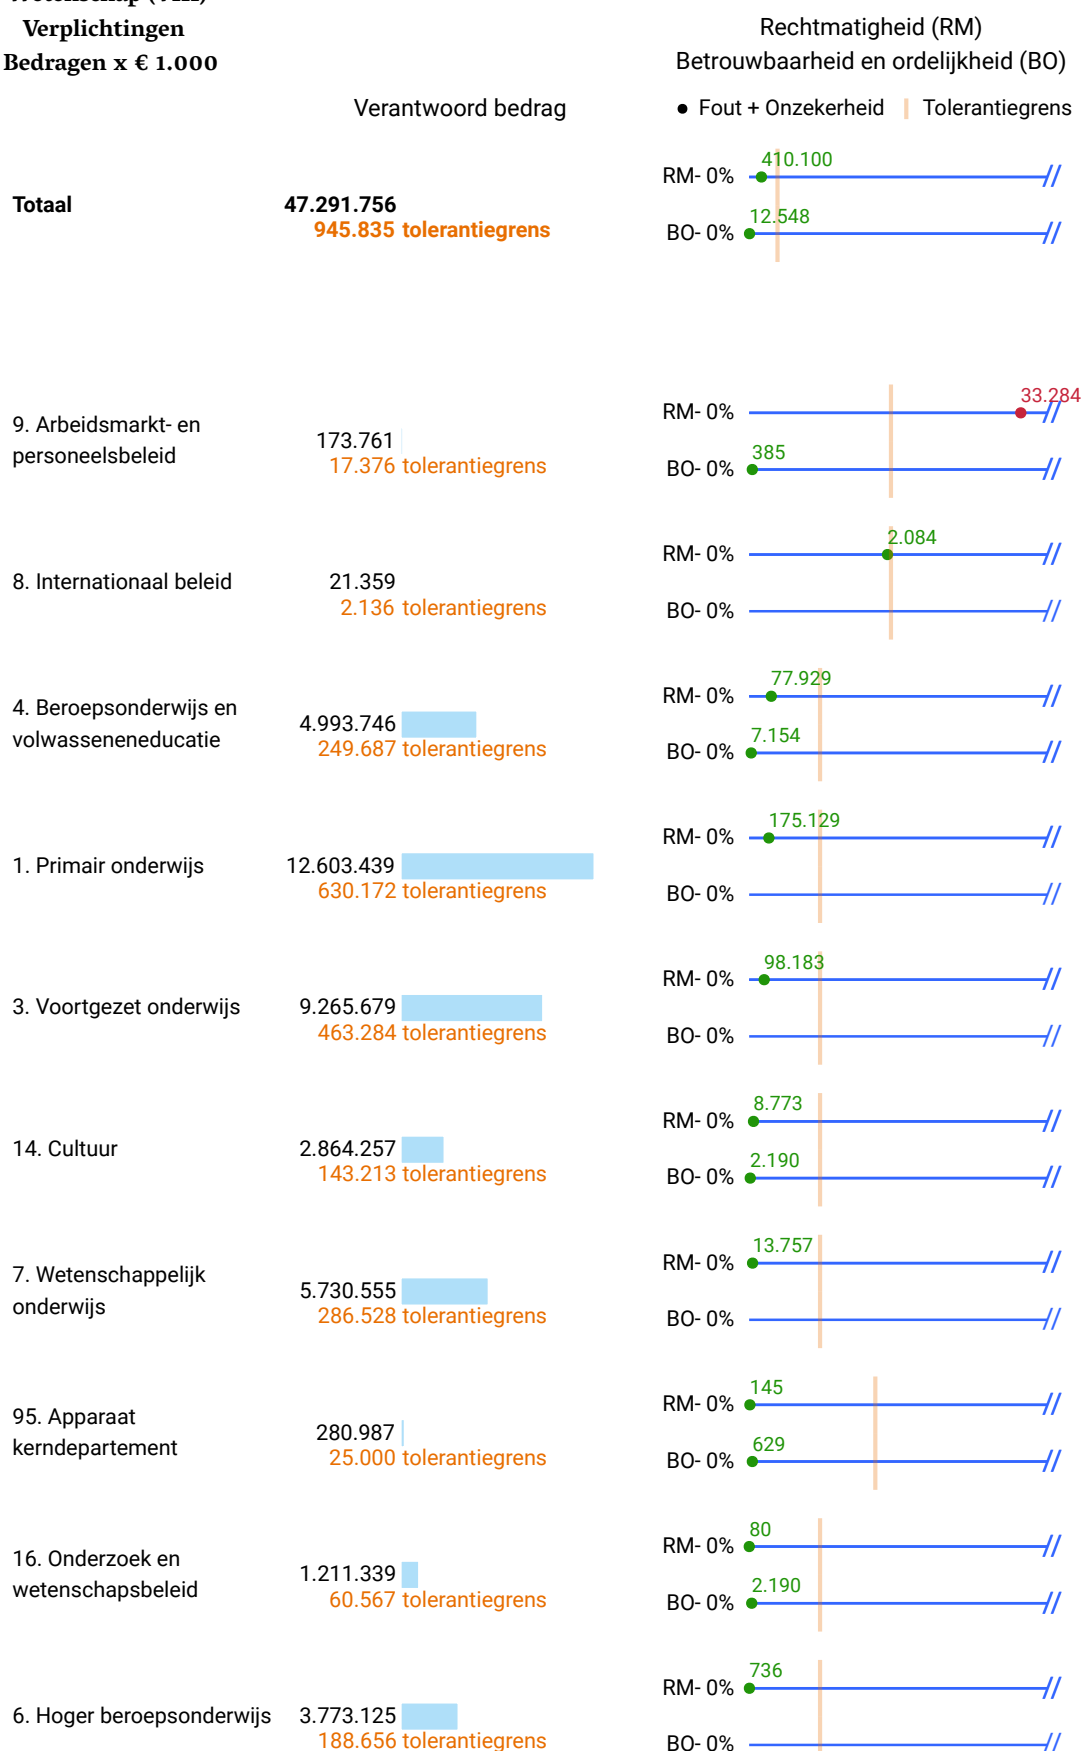 Verplichtingen
Bedragen x € 1.000
Rechtmatigheid (RM)
Betrouwbaarheid en ordelijkheid (BO)
Verantwoord bedrag
Fout + Onzekerheid
Tolerantiegrens
Totaal
47.291.756
945.835 tolerantiegrens
RM- 0%
410.100
BO- 0%
12.548
9. Arbeidsmarkt- en
personeelsbeleid
173.761
17.376 tolerantiegrens
RM- 0%
33.284
BO- 0%
385
8. Internationaal beleid
21.359
2.136 tolerantiegrens
RM- 0%
2.084
BO- 0%
4. Beroepsonderwijs en
volwasseneneducatie
4.993.746
249.687 tolerantiegrens
RM- 0%
77.929
BO- 0%
7.154
1. Primair onderwijs
12.603.439
630.172 tolerantiegrens
RM- 0%
175.129
BO- 0%
3. Voortgezet onderwijs
9.265.679
463.284 tolerantiegrens
RM- 0%
98.183
BO- 0%
14. Cultuur
2.864.257
143.213 tolerantiegrens
RM- 0%
8.773
BO- 0%
2.190
7. Wetenschappelijk
onderwijs
5.730.555
286.528 tolerantiegrens
RM- 0%
13.757
BO- 0%
95. Apparaat
kerndepartement
280.987
25.000 tolerantiegrens
RM- 0%
145
BO- 0%
629
16. Onderzoek en
wetenschapsbeleid
1.211.339
60.567 tolerantiegrens
RM- 0%
80
BO- 0%
2.190
6. Hoger beroepsonderwijs
3.773.125
188.656 tolerantiegrens
RM- 0%
736
BO- 0%